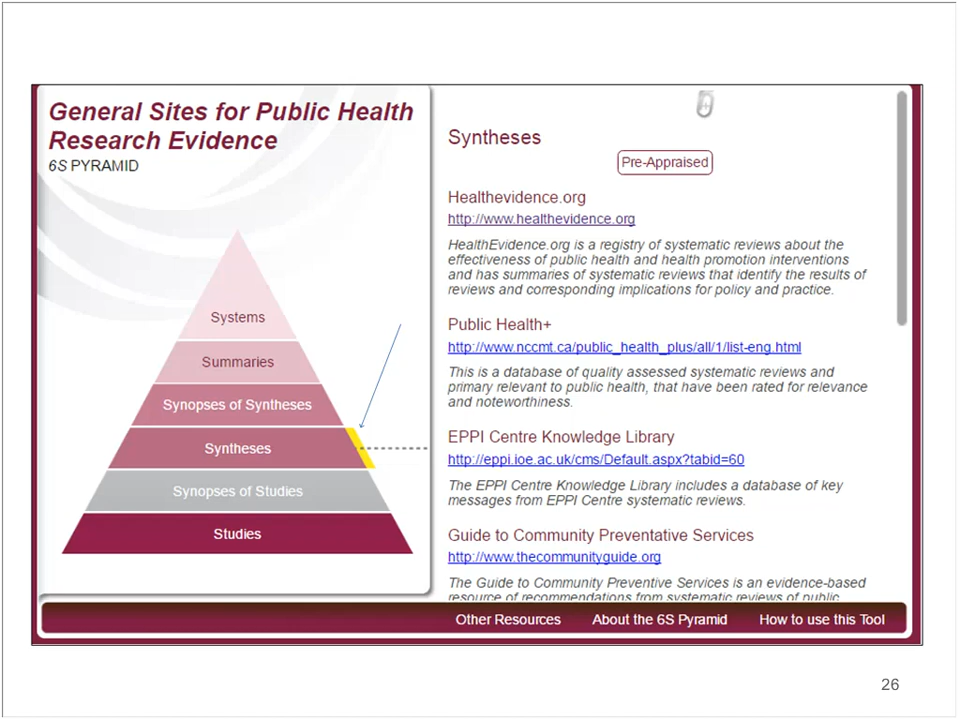 General Sites for Public Health
Research Evidence
6S PYRAMID
Systems
Summaries
Synopses of Syntheses
Syntheses
Synopses of Studies
Studies
Syntheses
Pre-Appraised
Healthevidence.org
http://www.healthevidence.org
HealthEvidence.org is a registry of systematic reviews about the
effectiveness of public health and health promotion interventions
and has summaries of systematic reviews that identify the results of
reviews and corresponding implications for policy and practice.
Public Health+
http://www.nccmt.ca/public_health_plus/all/1/list-eng.html
This is a database of quality assessed systematic reviews and
primary relevant to public health, that have been rated for relevance
and noteworthiness.
EPPI Centre Knowledge Library
http://eppi.ioe.ac.uk/cms/Default.aspx?tabid=60
The EPPI Centre Knowledge Library includes a database of key
messages from EPPI Centre systematic reviews.
Guide to Community Preventative Services
http://www.thecommunityguide.org
The Guide to Community Preventive Services is an evidence-based
resource of recommendations from systematic reviews of public
Other Resources About the 6S Pyramid How to use this Tool
26